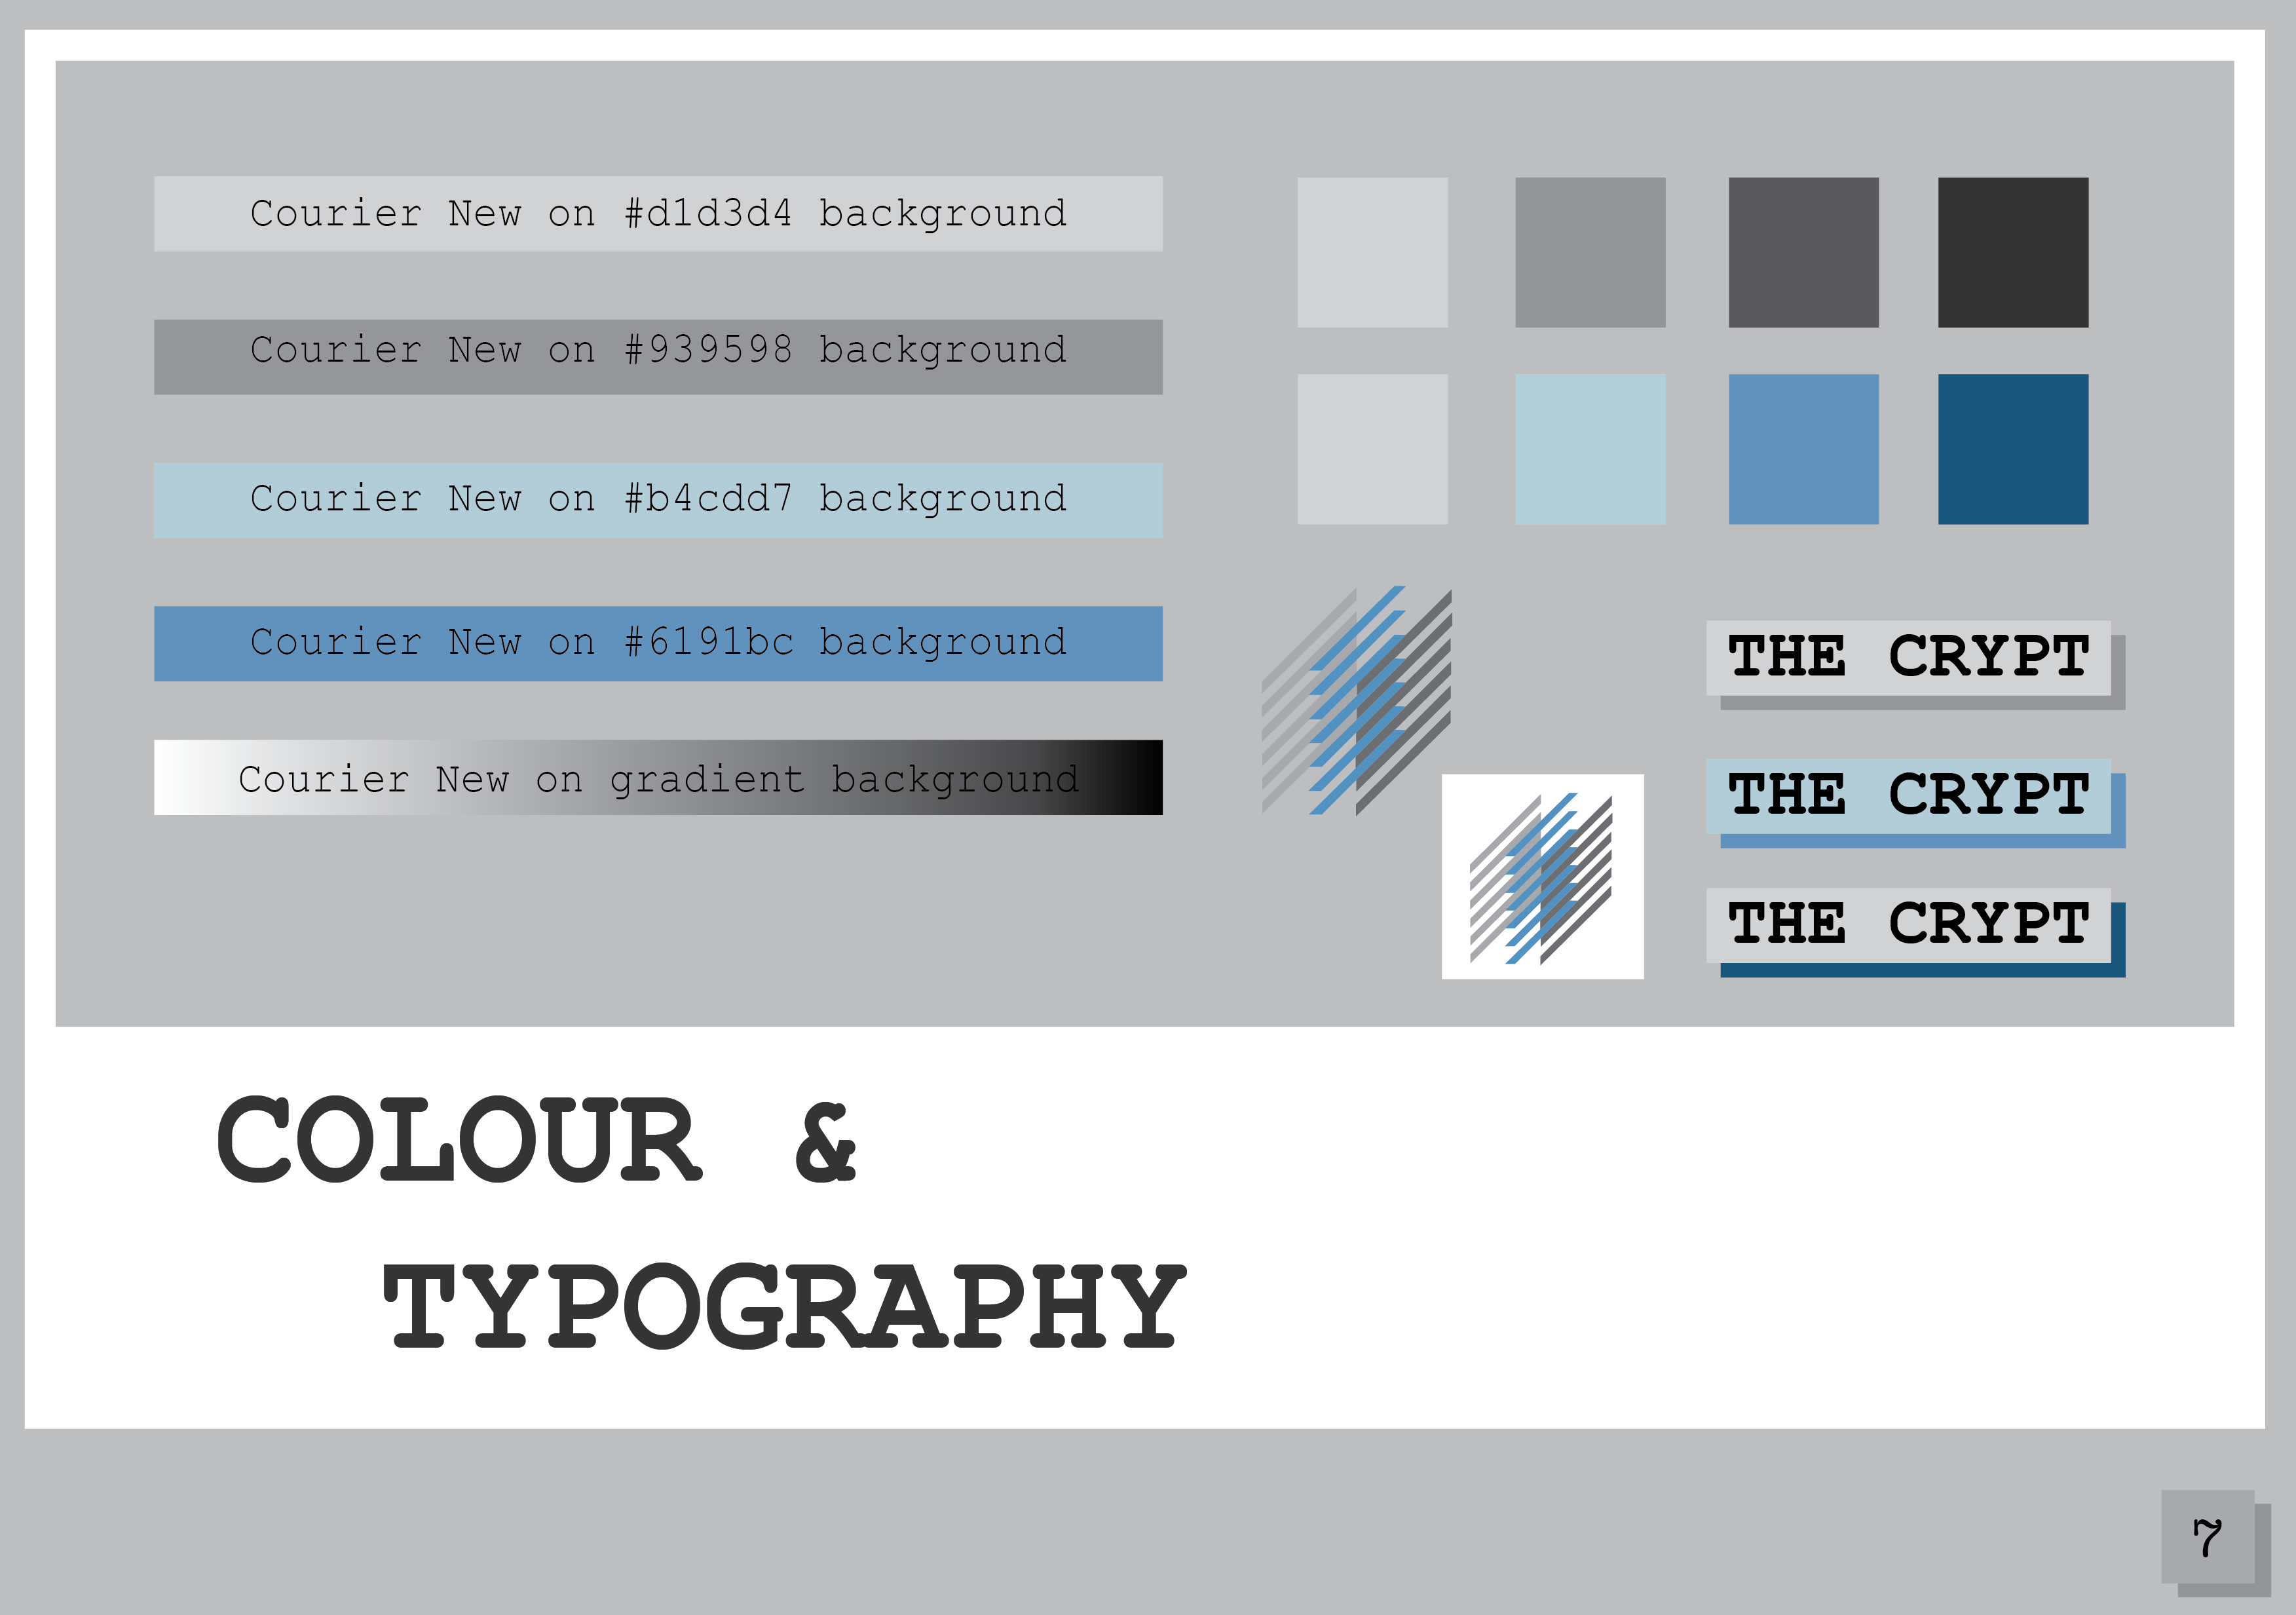 Courier New on #d1d3d4 background
Courier New on #939598 background
Courier New on #b4cdd7 background
Courier New on #6191bc background
Courier New on gradient background
THE CRYPT
THE CRYPT
THE CRYPT
COLOUR &
TYPOGRAPHY
7